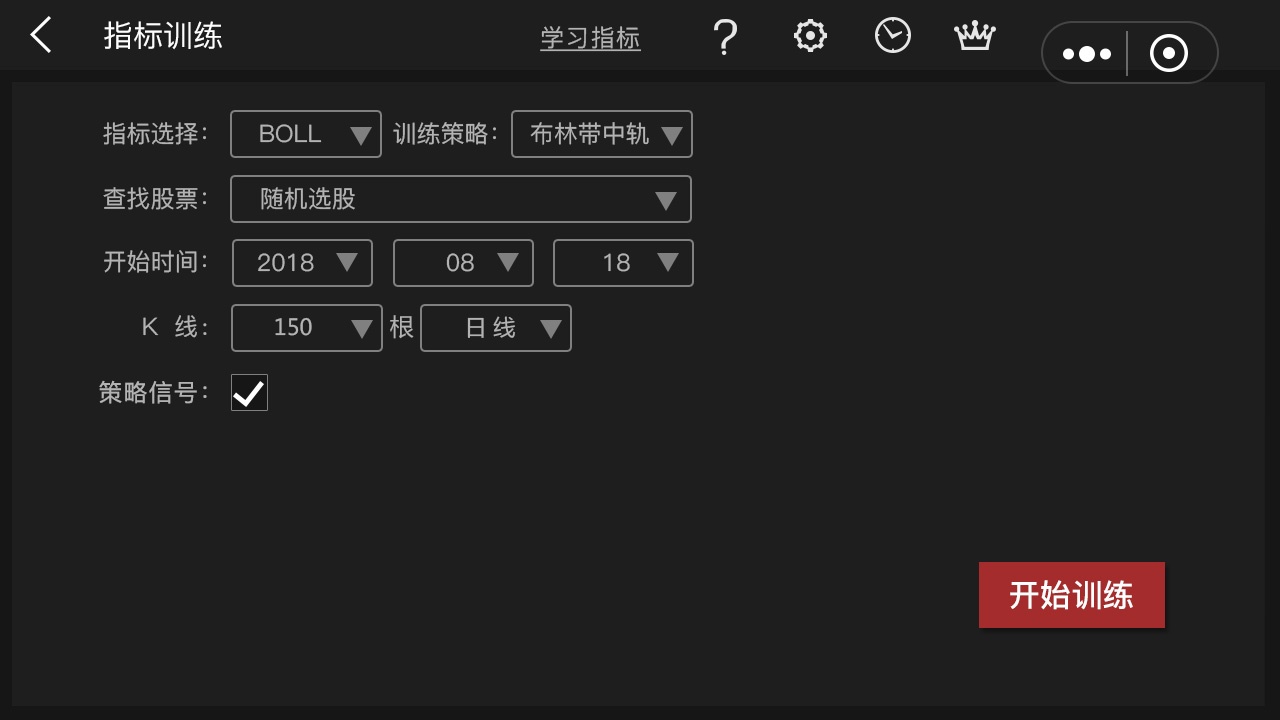 指标训练 学习指标
指标选择： BOLL 训练策略： 布林带中轨
查找股票： 随机选股
开始时间： 2018 08 18
K 线： 150 根 日 线
策略信号：
开始训练